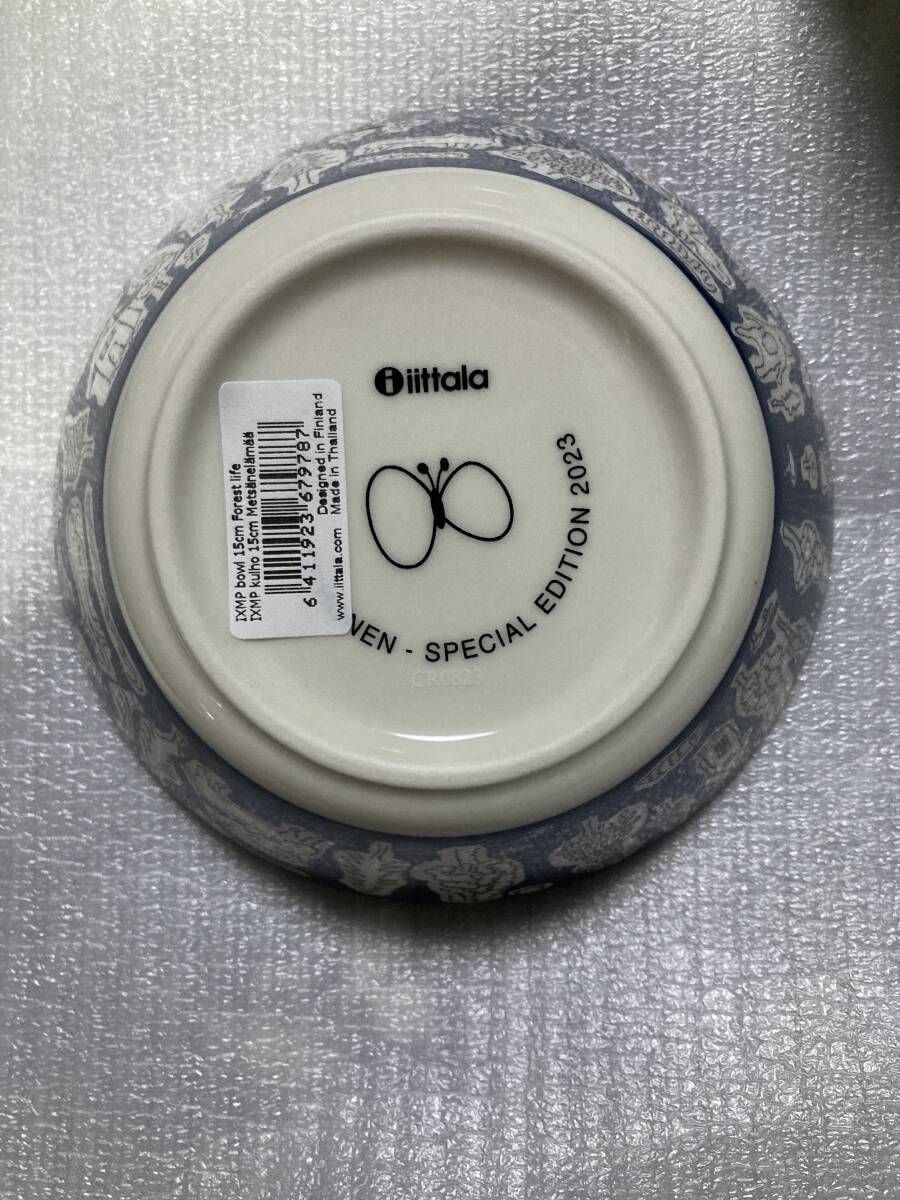 iittala
NEN - SPECIAL EDITION 2023
CR0823
IXMP bowl 15cm Forest life
IXMP kulho 15cm Metsänelämää
6 411923 679787
Designed in Finland
www.iittala.com Made in Thailand